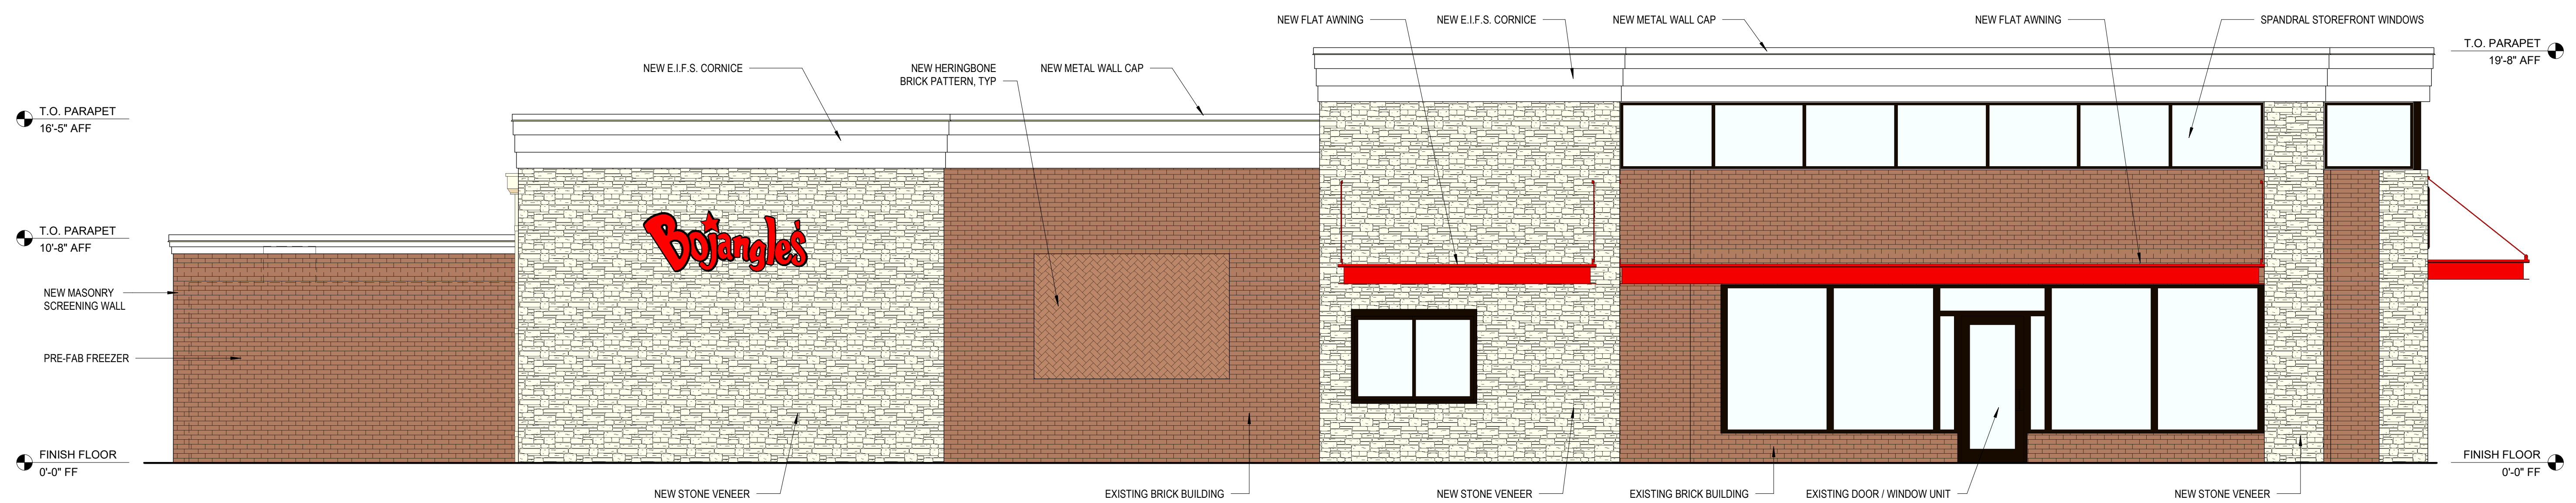 NEW FLAT AWNING
NEW E.I.F.S. CORNICE
NEW METAL WALL CAP
NEW FLAT AWNING
SPANDRAL STOREFRONT WINDOWS
T.O. PARAPET
19'-8" AFF
NEW E.I.F.S. CORNICE
NEW HERINGBONE
BRICK PATTERN, TYP
NEW METAL WALL CAP
T.O. PARAPET
16'-5" AFF
T.O. PARAPET
10'-8" AFF
Bojangles'
NEW MASONRY
SCREENING WALL
PRE-FAB FREEZER
FINISH FLOOR
0'-0" FF
FINISH FLOOR
0'-0" FF
NEW STONE VENEER
EXISTING BRICK BUILDING
NEW STONE VENEER
EXISTING BRICK BUILDING
EXISTING DOOR / WINDOW UNIT
NEW STONE VENEER